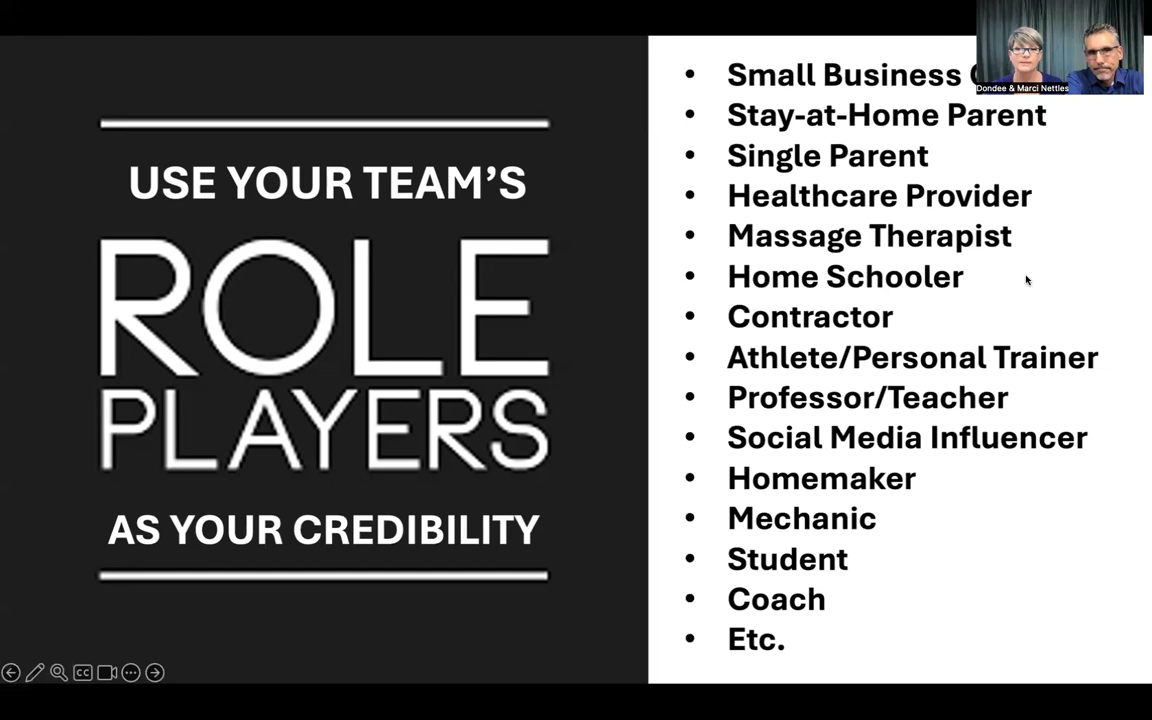 USE YOUR TEAM'S
ROLE
PLAYERS
AS YOUR CREDIBILITY
• Small Business
• Stay-at-Home Parent
• Single Parent
• Healthcare Provider
• Massage Therapist
• Home Schooler
• Contractor
• Athlete/Personal Trainer
• Professor/Teacher
• Social Media Influencer
• Homemaker
• Mechanic
• Student
• Coach
• Etc.
Dondee & Marci Nettles
CC